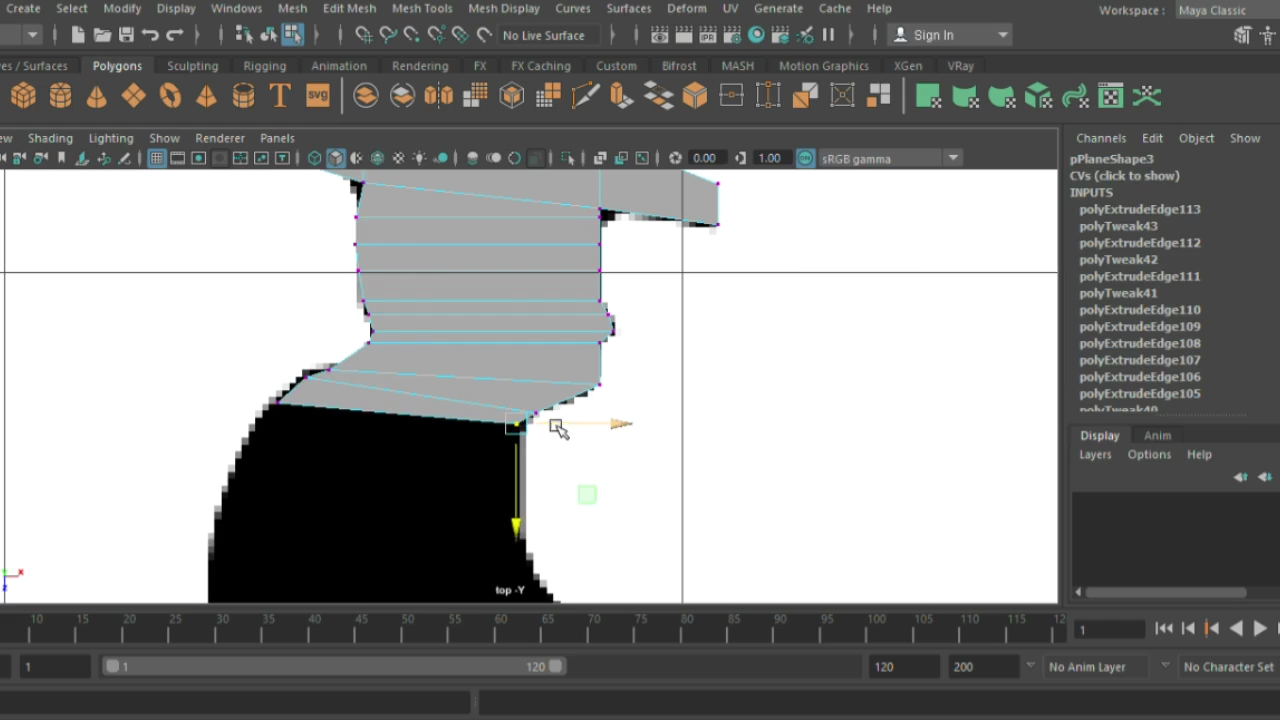 Create Select Modify Display Windows Mesh Edit Mesh Mesh Tools Mesh Display Curves Surfaces Deform UV Generate Cache Help Workspace : Maya Classic
No Live Surface IPR Sign In
es / Surfaces Polygons Sculpting Rigging Animation Rendering FX FX Caching Custom Bifrost MASH Motion Graphics XGen VRay
T svg
ew Shading Lighting Show Renderer Panels Channels Edit Object Show
0.00 1.00 ON sRGB gamma
pPlaneShape3
CVs (click to show)
INPUTS
polyExtrudeEdge113
polyTweak43
polyExtrudeEdge112
polyTweak42
polyExtrudeEdge111
polyTweak41
polyExtrudeEdge110
polyExtrudeEdge109
polyExtrudeEdge108
polyExtrudeEdge107
polyExtrudeEdge106
polyExtrudeEdge105
polyTweak40
Display Anim
Layers Options Help
x
z
top -Y
10 15 20 25 30 35 40 45 50 55 60 65 70 75 80 85 90 95 100 105 110 115 12
1
1 1 120 120 200 No Anim Layer No Character Set